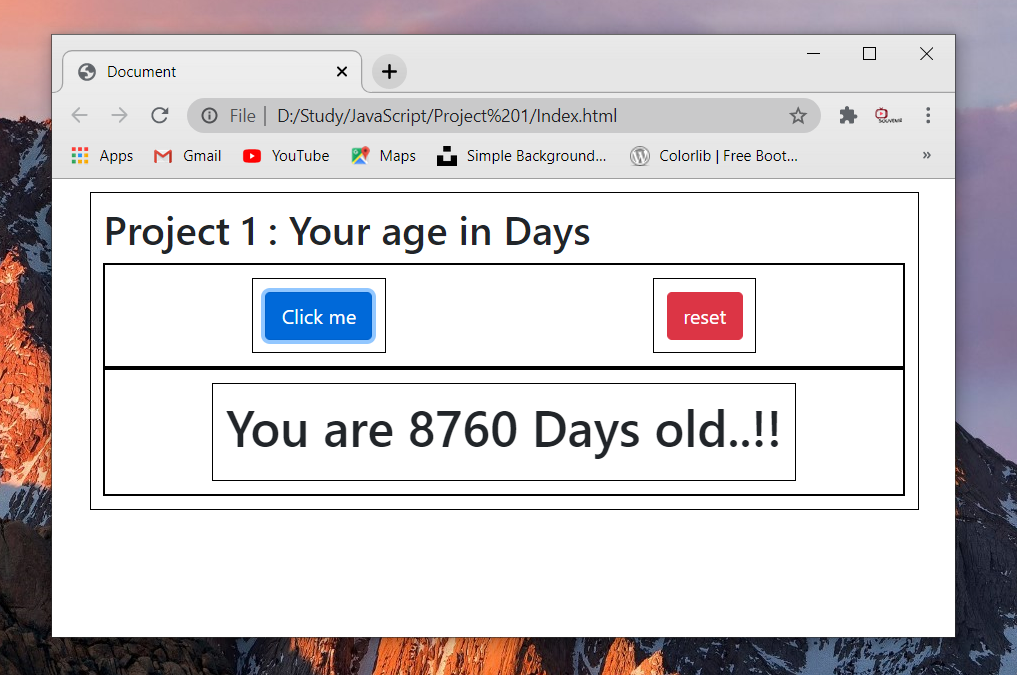 Document
File | D:/Study/JavaScript/Project%201/Index.html
Apps Gmail YouTube Maps Simple Background... Colorlib | Free Boot... »
Project 1 : Your age in Days
Click me reset
You are 8760 Days old..!!